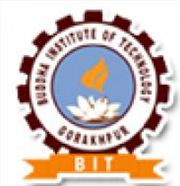 BUDDHA INSTITUTE OF TECHNOLOGY
GORAKHPUR
BIT